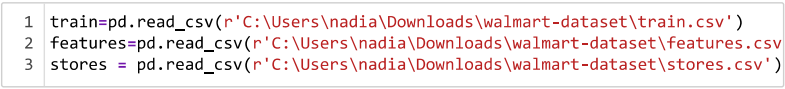 1 train=pd.read_csv(r'C:\Users\nadia\Downloads\walmart-dataset\train.csv')
2 features=pd.read_csv(r'C:\Users\nadia\Downloads\walmart-dataset\features.csv
3 stores = pd.read_csv(r'C:\Users\nadia\Downloads\walmart-dataset\stores.csv')